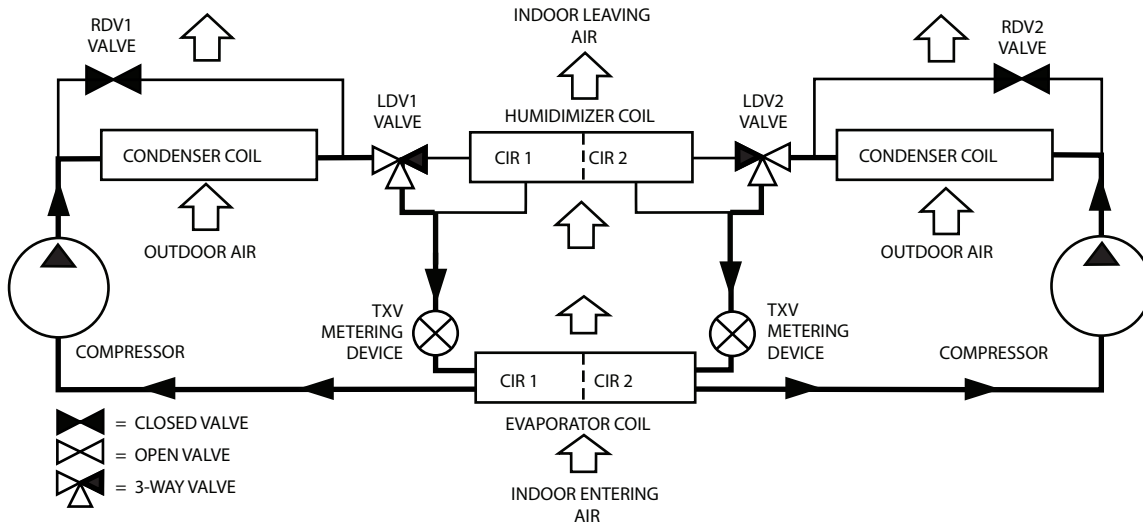 RDV1
VALVE
INDOOR LEAVING
AIR
RDV2
VALVE
LDV1
VALVE
HUMIDIMIZER COIL
LDV2
VALVE
CONDENSER COIL
CIR 1
CIR 2
CONDENSER COIL
OUTDOOR AIR
OUTDOOR AIR
TXV
METERING
DEVICE
TXV
METERING
DEVICE
COMPRESSOR
COMPRESSOR
CIR 1
CIR 2
EVAPORATOR COIL
= CLOSED VALVE
= OPEN VALVE
= 3-WAY VALVE
INDOOR ENTERING
AIR